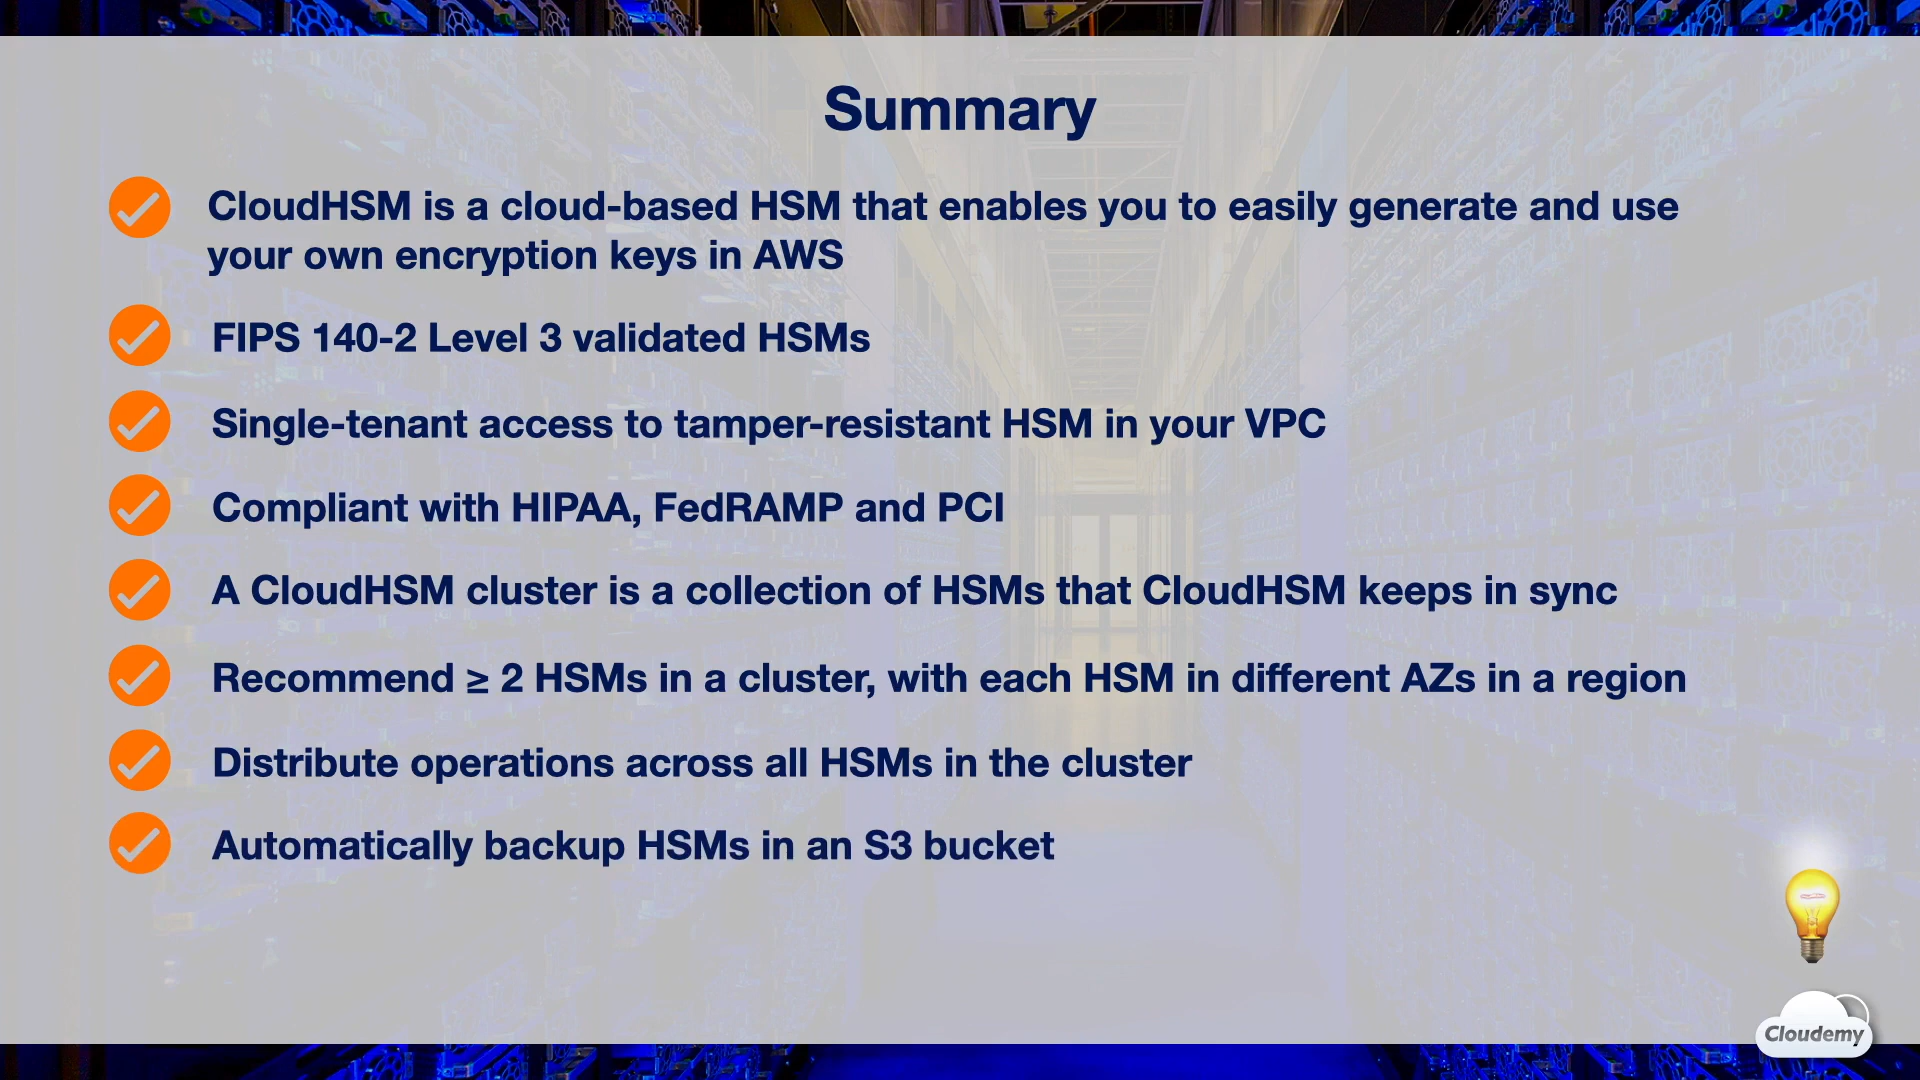 Summary
CloudHSM is a cloud-based HSM that enables you to easily generate and use
your own encryption keys in AWS
FIPS 140-2 Level 3 validated HSMs
Single-tenant access to tamper-resistant HSM in your VPC
Compliant with HIPAA, FedRAMP and PCI
A CloudHSM cluster is a collection of HSMs that CloudHSM keeps in sync
Recommend ≥ 2 HSMs in a cluster, with each HSM in different AZs in a region
Distribute operations across all HSMs in the cluster
Automatically backup HSMs in an S3 bucket
Cloudemy